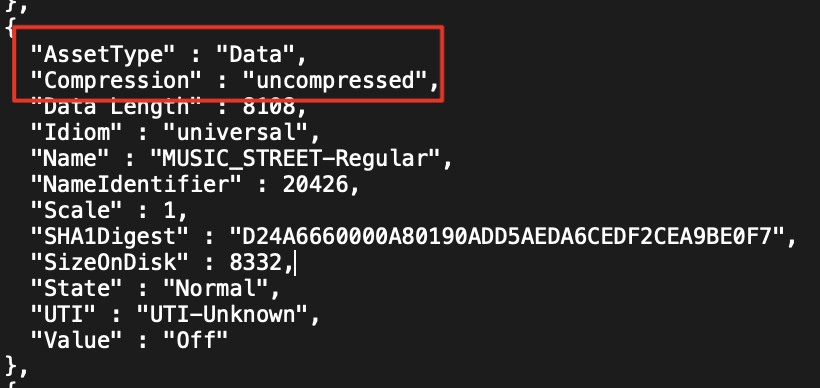 },
{
"AssetType" : "Data",
"Compression" : "uncompressed",
"Data Length" : 8108,
"Idiom" : "universal",
"Name" : "MUSIC_STREET-Regular",
"NameIdentifier" : 20426,
"Scale" : 1,
"SHA1Digest" : "D24A6660000A80190ADD5AEDA6CEDF2CEA9BE0F7",
"SizeOnDisk" : 8332,
"State" : "Normal",
"UTI" : "UTI-Unknown",
"Value" : "Off"
},
{